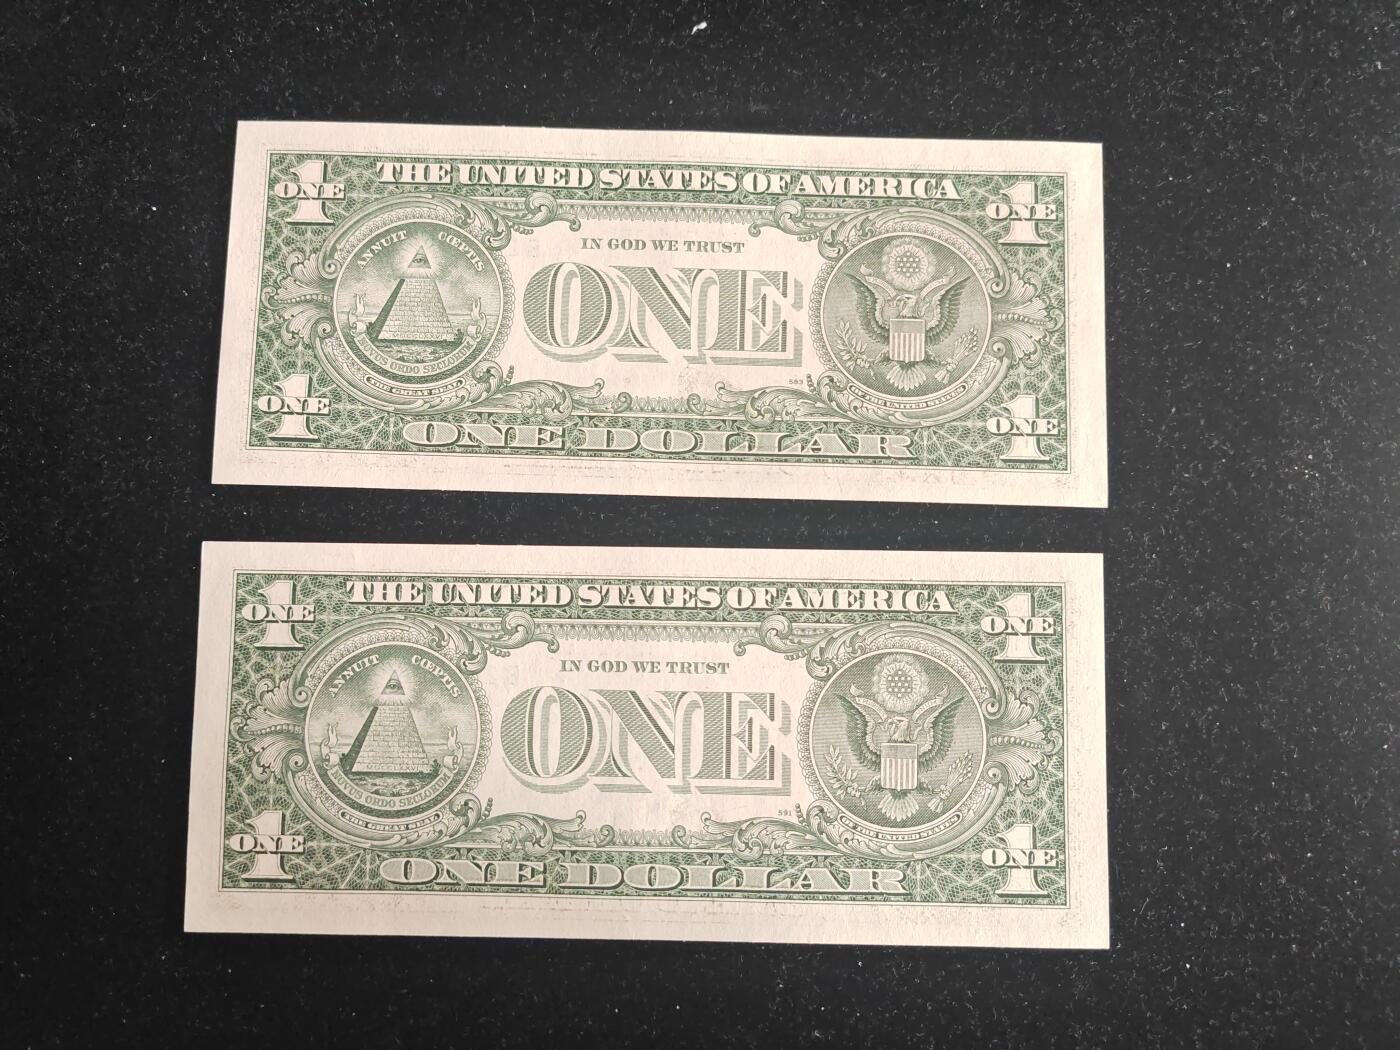 THE UNITED STATES OF AMERICA
1 ONE
1 ONE
ANNUIT CŒPTIS
IN GOD WE TRUST
ONE
MDCCLXXVI
NOVUS ORDO SECLORUM
THE GREAT SEAL
583
OF THE UNITED STATES
1 ONE
1 ONE
ONE DOLLAR
THE UNITED STATES OF AMERICA
1 ONE
1 ONE
ANNUIT CŒPTIS
IN GOD WE TRUST
ONE
NOVUS ORDO SECLORUM
THE GREAT SEAL
591
OF THE UNITED STATES
1 ONE
1 ONE
ONE DOLLAR